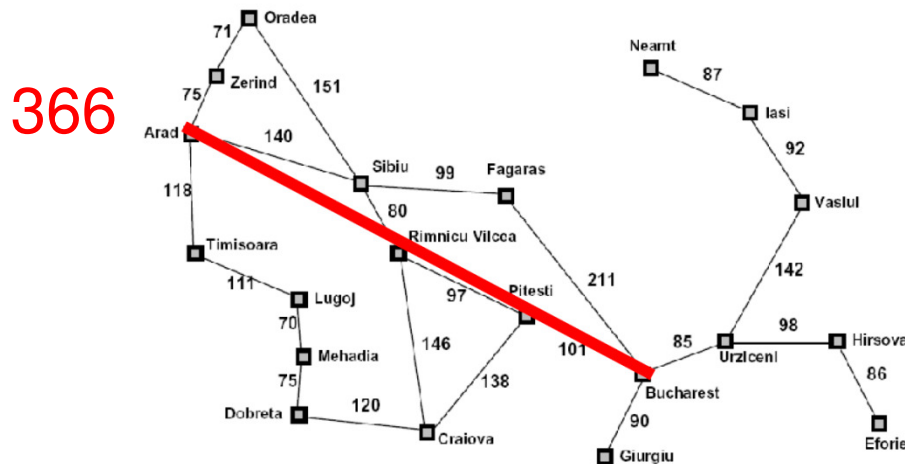 71
Oradea
Neamt
87
Zerind
151
75
366
Iasi
Arad
140
92
Sibiu
99
Fagaras
118
80
Vaslui
Rimnicu Vilcea
Timisoara
211
142
111
97
Pitesti
Lugoj
70
98
146
101
85
Hirsova
Mehadia
Urziceni
86
75
138
Bucharest
Dobreta
120
90
Craiova
Eforie
Giurgiu